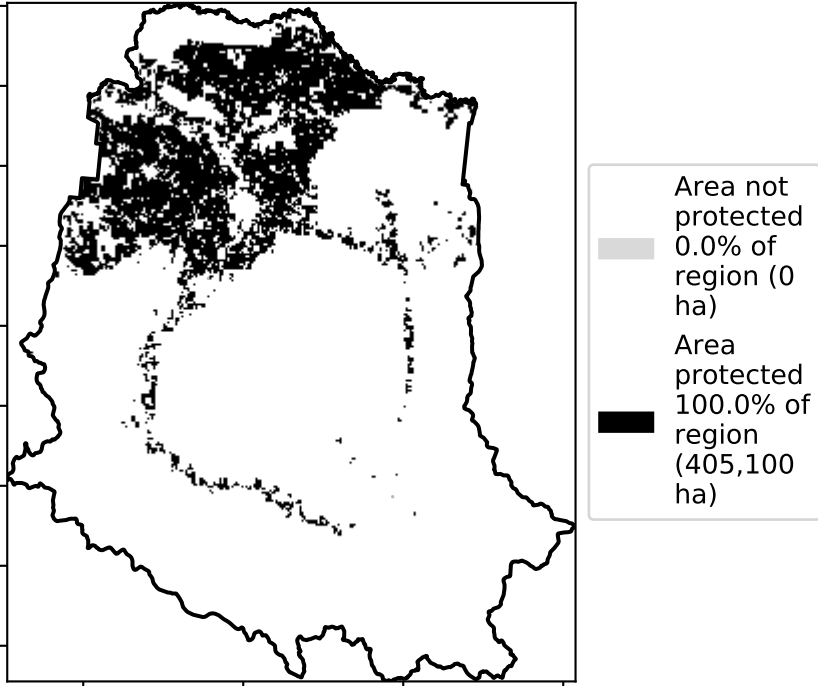 Area not
protected
0.0% of
region (0
ha)
Area
protected
100.0% of
region
(405,100
ha)